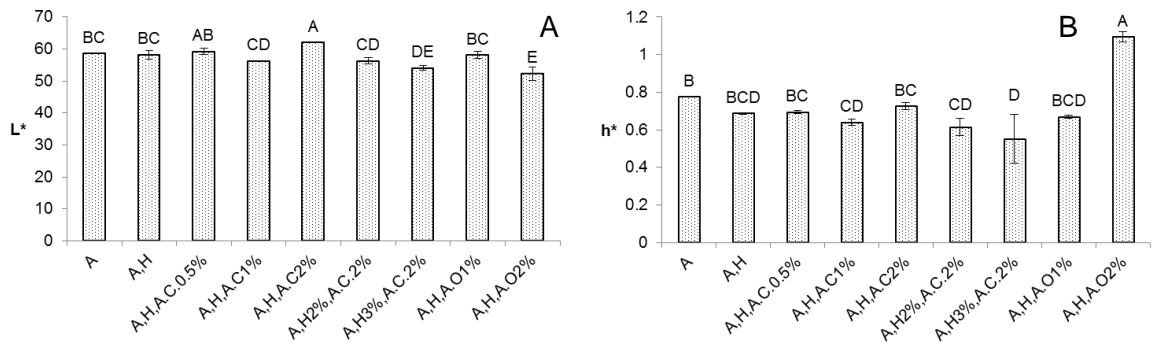 A
70
60
50
40
30
20
10
0
L*
BC
BC
AB
CD
A
CD
DE
BC
E
A
A,H
A,H,A.C.0.5%
A,H,A.C1%
A,H,A.C2%
A,H2%,A.C.2%
A,H3%,A.C.2%
A,H,A.O1%
A,H,A.O2%
B
1.2
1
0.8
0.6
0.4
0.2
0
h*
B
BCD
BC
CD
BC
CD
D
BCD
A
A
A,H
A,H,A.C.0.5%
A,H,A.C1%
A,H,A.C2%
A,H2%,A.C.2%
A,H3%,A.C.2%
A,H,A.O1%
A,H,A.O2%